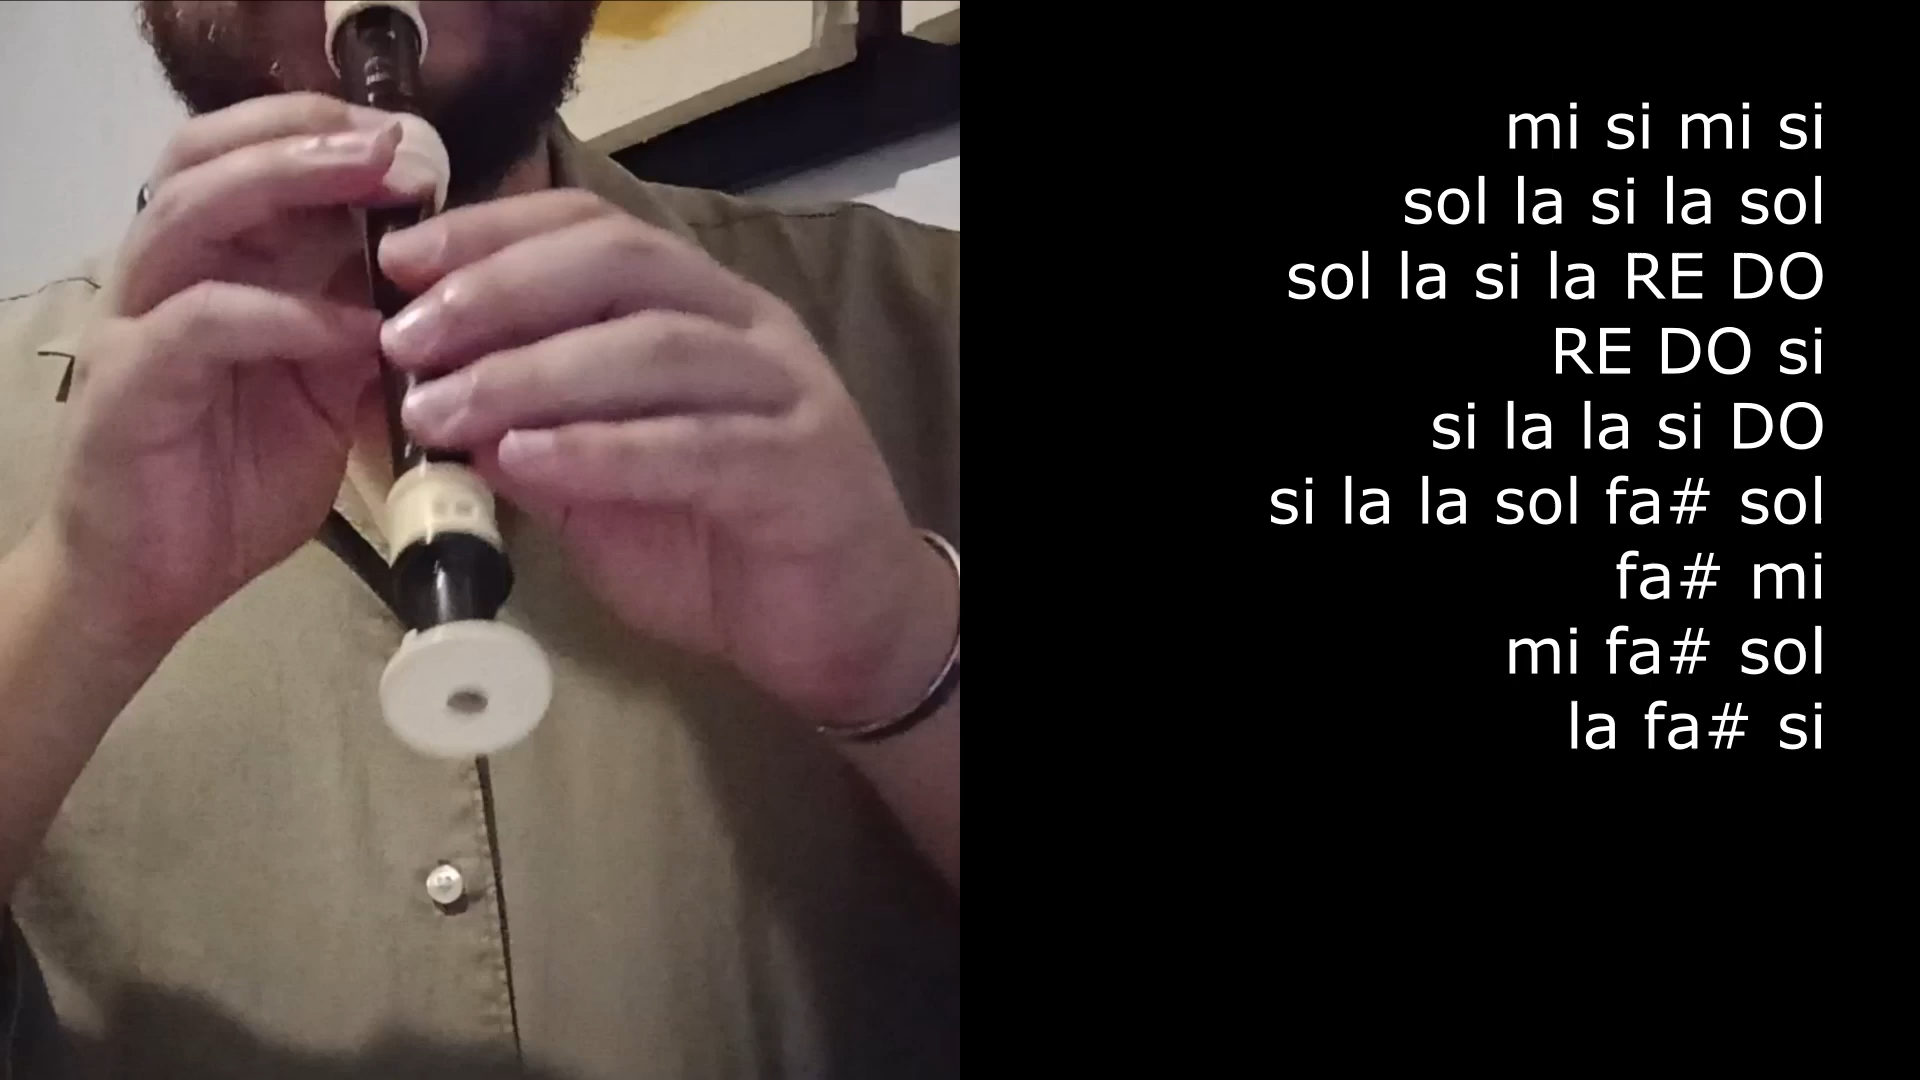 mi si mi si
sol la si la sol
sol la si la RE DO
RE DO si
si la la si DO
si la la sol fa# sol
fa# mi
mi fa# sol
la fa# si